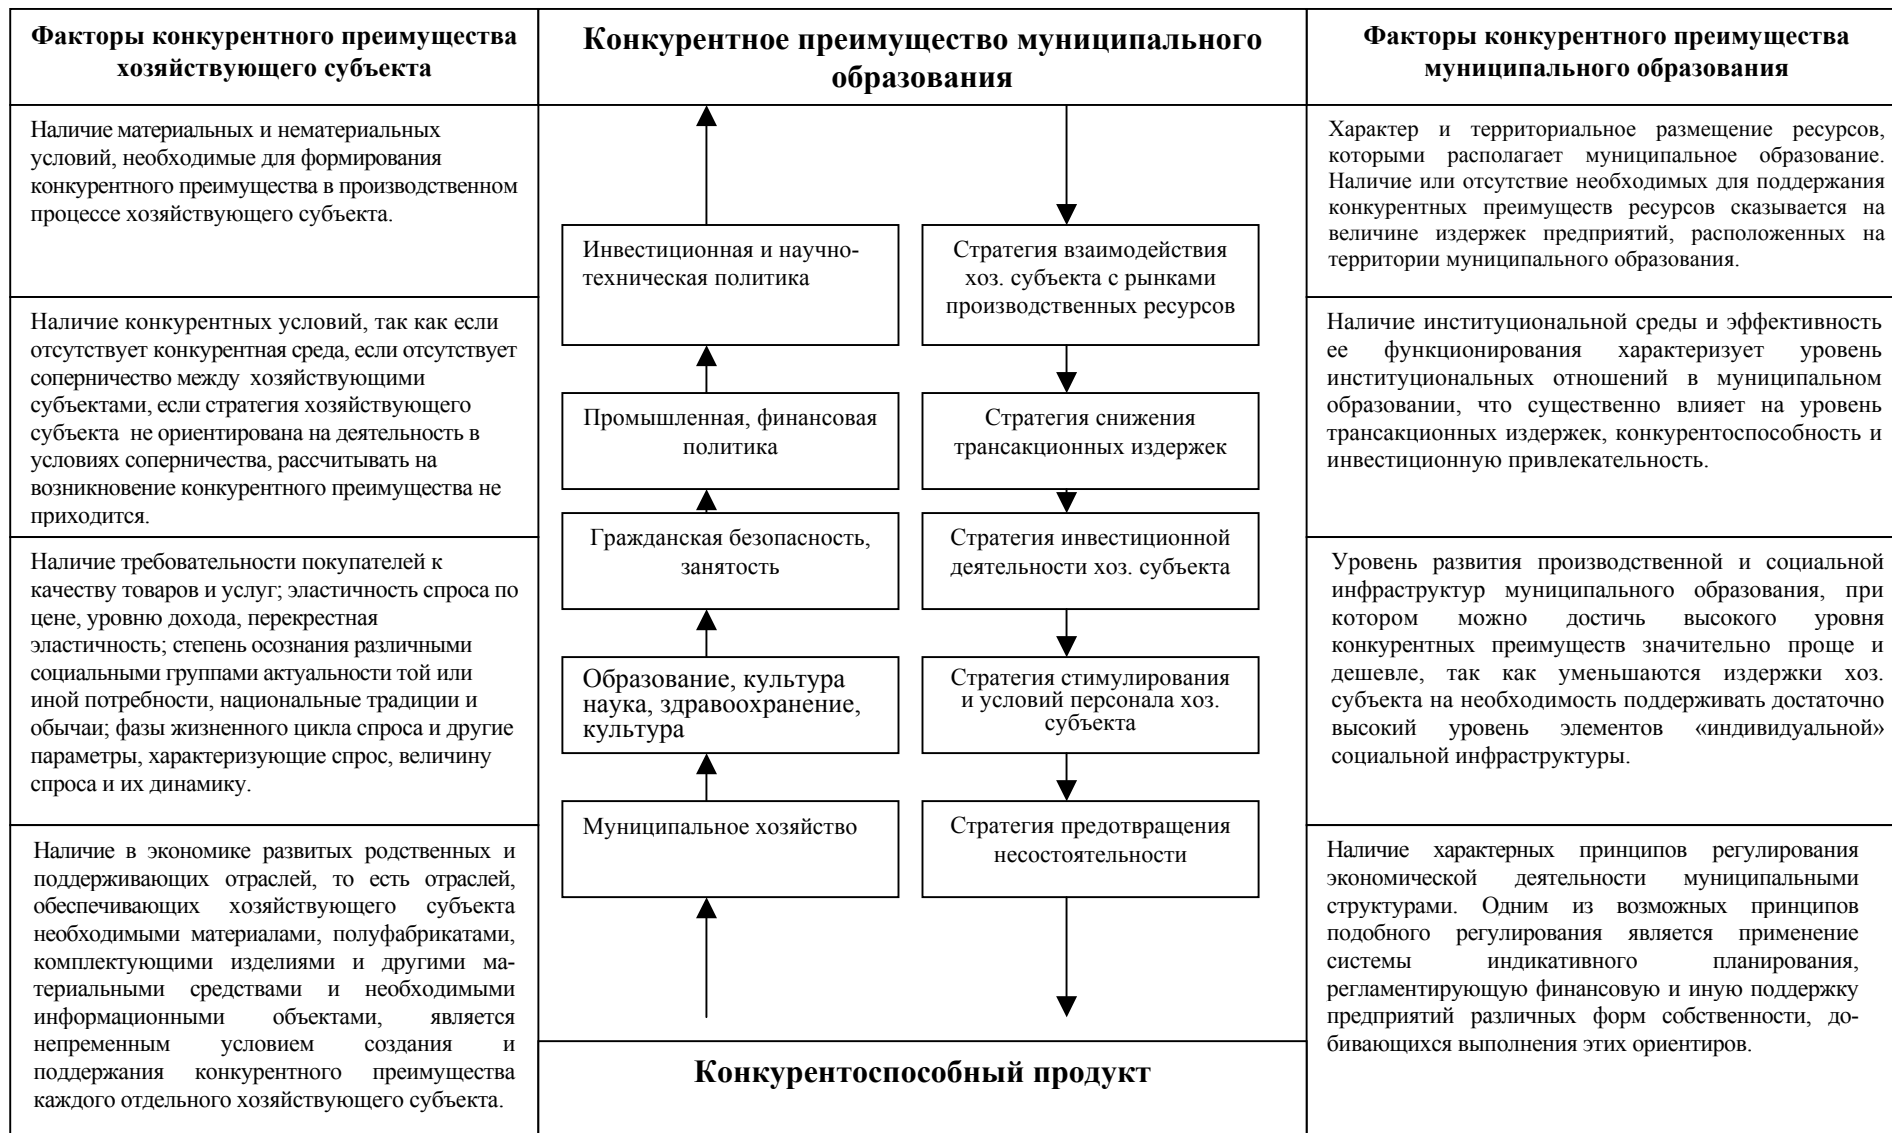 Факторы конкурентного преимущества
хозяйствующего субъекта
Наличие материальных и нематериальных
условий, необходимые для формирования
конкурентного преимущества в производственном
процессе хозяйствующего субъекта.
Наличие конкурентных условий, так как если
отсутствует конкурентная среда, если отсутствует
соперничество между хозяйствующими
субъектами, если стратегия хозяйствующего
субъекта не ориентирована на деятельность в
условиях соперничества, рассчитывать на
возникновение конкурентного преимущества не
приходится.
Наличие требовательности покупателей к
качеству товаров и услуг; эластичность спроса по
цене, уровню дохода, перекрестная
эластичность; степень осознания различными
социальными группами актуальности той или
иной потребности, национальные традиции и
обычаи; фазы жизненного цикла спроса и другие
параметры, характеризующие спрос, величину
спроса и их динамику.
Наличие в экономике развитых родственных и
поддерживающих отраслей, то есть отраслей,
обеспечивающих хозяйствующего субъекта
необходимыми материалами, полуфабрикатами,
комплектующими изделиями и другими ма-
териальными средствами и необходимыми
информационными объектами, является
непременным условием создания и
поддержания конкурентного преимущества
каждого отдельного хозяйствующего субъекта.
Конкурентное преимущество муниципального
образования
Инвестиционная и научно-
техническая политика
Промышленная, финансовая
политика
Гражданская безопасность,
занятость
Образование, культура
наука, здравоохранение,
культура
Муниципальное хозяйство
Стратегия взаимодействия
хоз. субъекта с рынками
производственных ресурсов
Стратегия снижения
трансакционных издержек
Стратегия инвестиционной
деятельности хоз. субъекта
Стратегия стимулирования
и условий персонала хоз.
субъекта
Стратегия предотвращения
несостоятельности
Конкурентоспособный продукт
Факторы конкурентного преимущества
муниципального образования
Характер и территориальное размещение ресурсов,
которыми располагает муниципальное образование.
Наличие или отсутствие необходимых для поддержания
конкурентных преимуществ ресурсов сказывается на
величине издержек предприятий, расположенных на
территории муниципального образования.
Наличие институциональной среды и эффективность
ее функционирования характеризует уровень
институциональных отношений в муниципальном
образовании, что существенно влияет на уровень
трансакционных издержек, конкурентоспособность и
инвестиционную привлекательность.
Уровень развития производственной и социальной
инфраструктур муниципального образования, при
котором можно достичь высокого уровня
конкурентных преимуществ значительно проще и
дешевле, так как уменьшаются издержки хоз.
субъекта на необходимость поддерживать достаточно
высокий уровень элементов «индивидуальной»
социальной инфраструктуры.
Наличие характерных принципов регулирования
экономической деятельности муниципальными
структурами. Одним из возможных принципов
подобного регулирования является применение
системы индикативного планирования,
регламентирующую финансовую и иную поддержку
предприятий различных форм собственности, до-
бивающихся выполнения этих ориентиров.